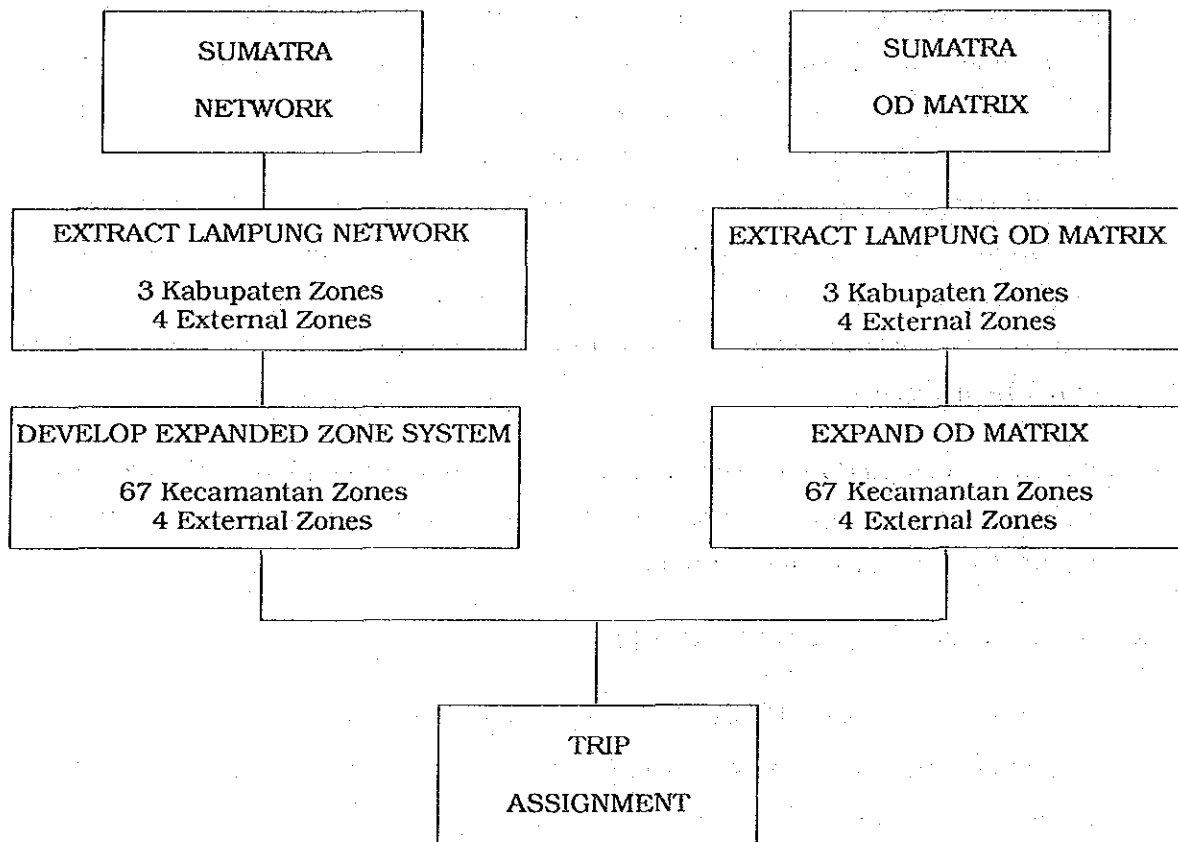 SUMATRA
NETWORK
SUMATRA
OD MATRIX
EXTRACT LAMPUNG NETWORK
3 Kabupaten Zones
4 External Zones
EXTRACT LAMPUNG OD MATRIX
3 Kabupaten Zones
4 External Zones
DEVELOP EXPANDED ZONE SYSTEM
67 Kecamantan Zones
4 External Zones
EXPAND OD MATRIX
67 Kecamantan Zones
4 External Zones
TRIP
ASSIGNMENT